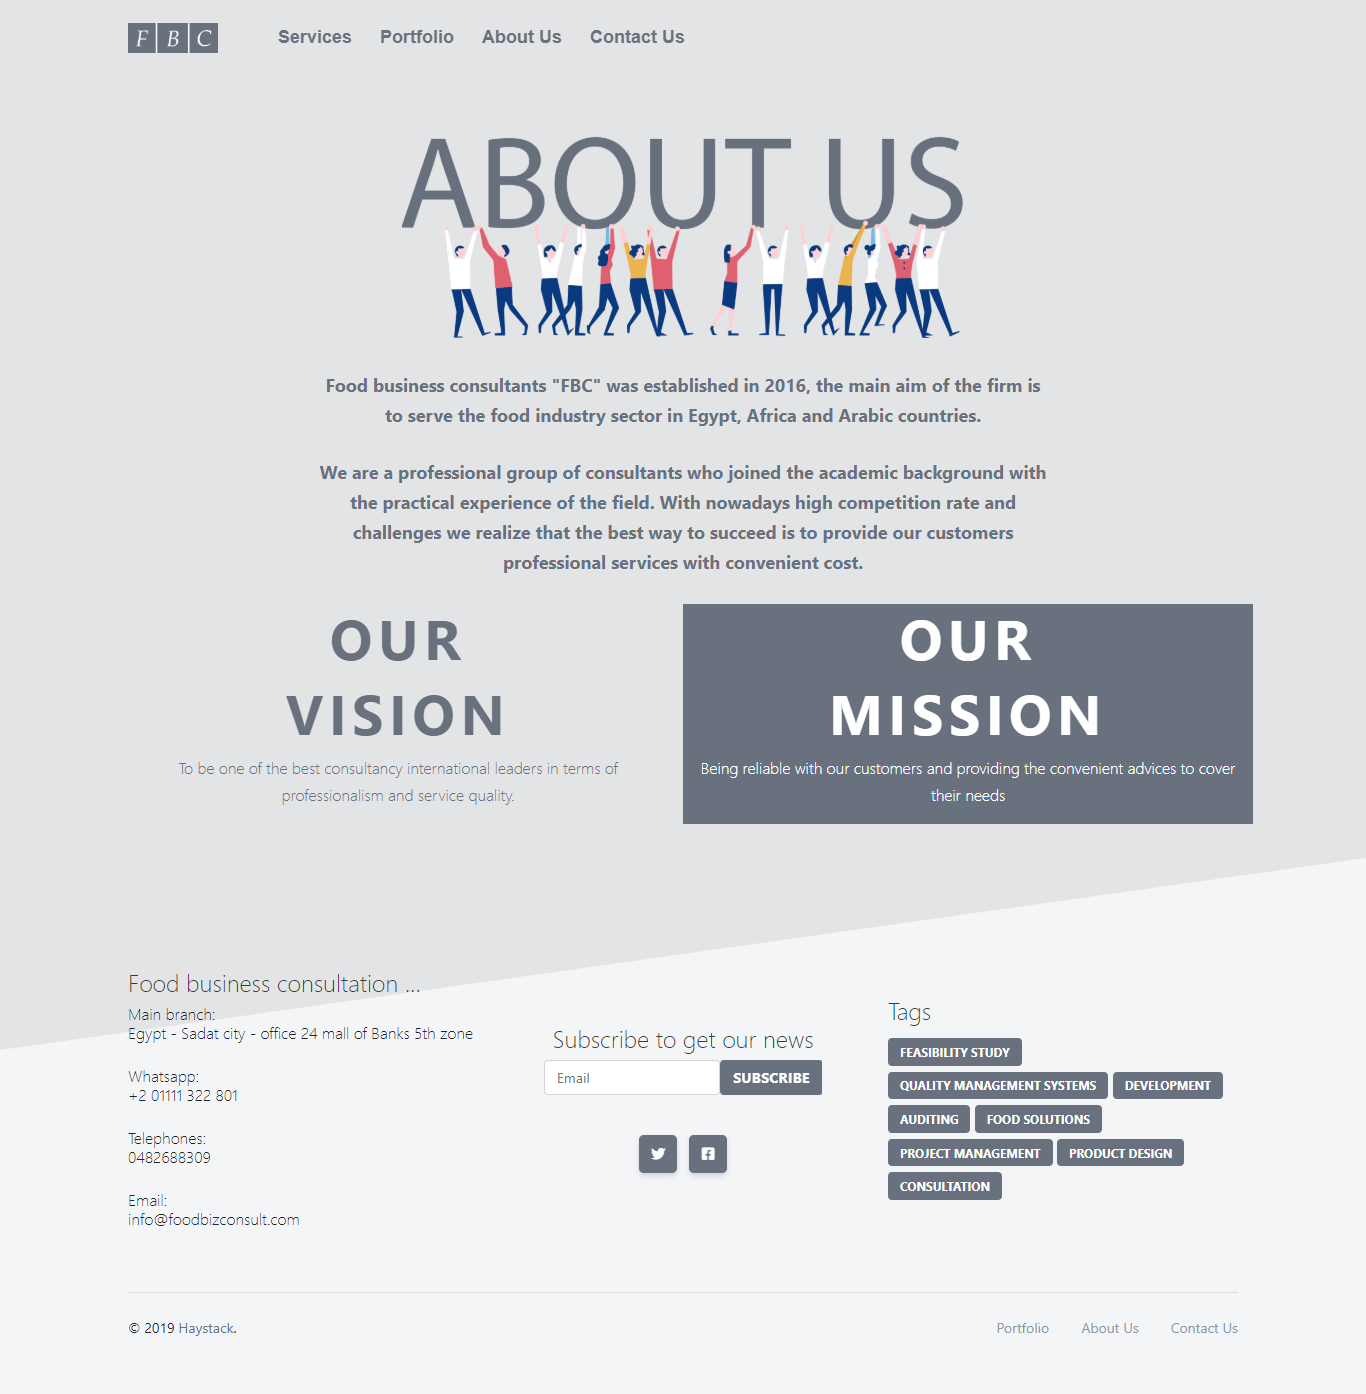 F B C
Services Portfolio About Us Contact Us
ABOUT US
Food business consultants "FBC" was established in 2016, the main aim of the firm is
to serve the food industry sector in Egypt, Africa and Arabic countries.
We are a professional group of consultants who joined the academic background with
the practical experience of the field. With nowadays high competition rate and
challenges we realize that the best way to succeed is to provide our customers
professional services with convenient cost.
OUR
VISION
To be one of the best consultancy international leaders in terms of
professionalism and service quality.
OUR
MISSION
Being reliable with our customers and providing the convenient advices to cover
their needs
Food business consultation ...
Main branch:
Egypt - Sadat city - office 24 mall of Banks 5th zone
Whatsapp:
+2 01111 322 801
Telephones:
0482688309
Email:
info@foodbizconsult.com
Subscribe to get our news
Email SUBSCRIBE
Tags
FEASIBILITY STUDY
QUALITY MANAGEMENT SYSTEMS DEVELOPMENT
AUDITING FOOD SOLUTIONS
PROJECT MANAGEMENT PRODUCT DESIGN
CONSULTATION
© 2019 Haystack.
Portfolio About Us Contact Us